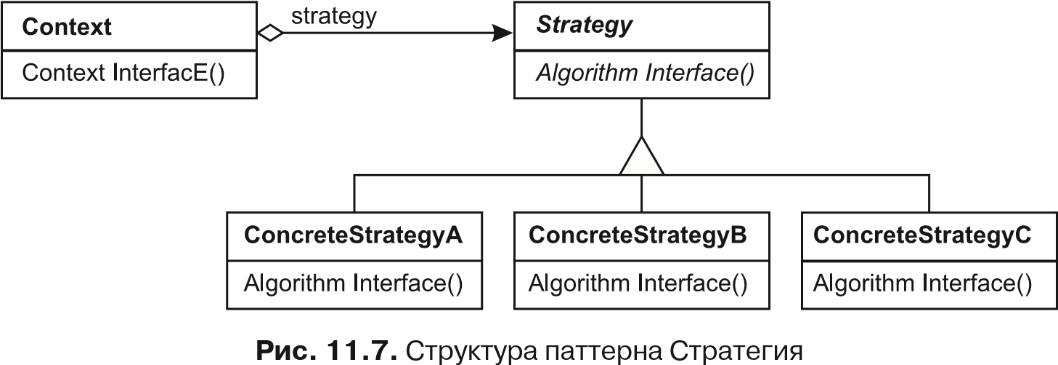 Context
strategy
Strategy
Context InterfacE()
Algorithm Interface()
ConcreteStrategyA
ConcreteStrategyB
ConcreteStrategyC
Algorithm Interface()
Algorithm Interface()
Algorithm Interface()
Рис. 11.7. Структура паттерна Стратегия